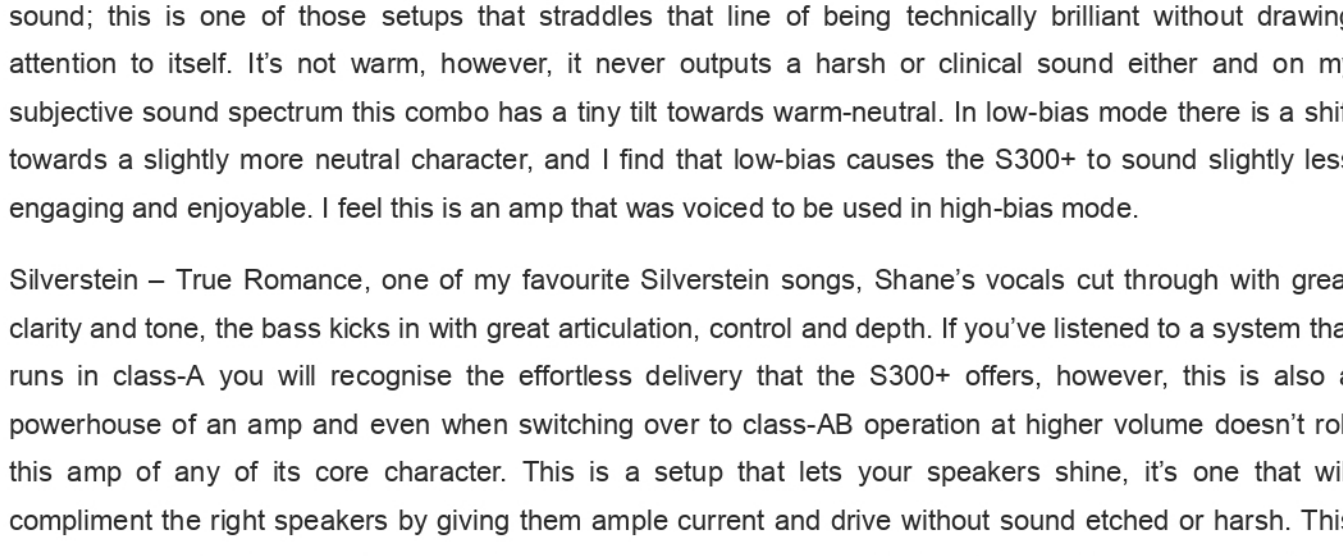 sound; this is one of those setups that straddles that line of being technically brilliant without drawing
attention to itself. It’s not warm, however, it never outputs a harsh or clinical sound either and on my
subjective sound spectrum this combo has a tiny tilt towards warm-neutral. In low-bias mode there is a shif
towards a slightly more neutral character, and I find that low-bias causes the S300+ to sound slightly less
engaging and enjoyable. I feel this is an amp that was voiced to be used in high-bias mode.
Silverstein – True Romance, one of my favourite Silverstein songs, Shane’s vocals cut through with grea
clarity and tone, the bass kicks in with great articulation, control and depth. If you’ve listened to a system tha
runs in class-A you will recognise the effortless delivery that the S300+ offers, however, this is also a
powerhouse of an amp and even when switching over to class-AB operation at higher volume doesn’t ro
this amp of any of its core character. This is a setup that lets your speakers shine, it’s one that wil
compliment the right speakers by giving them ample current and drive without sound etched or harsh. This